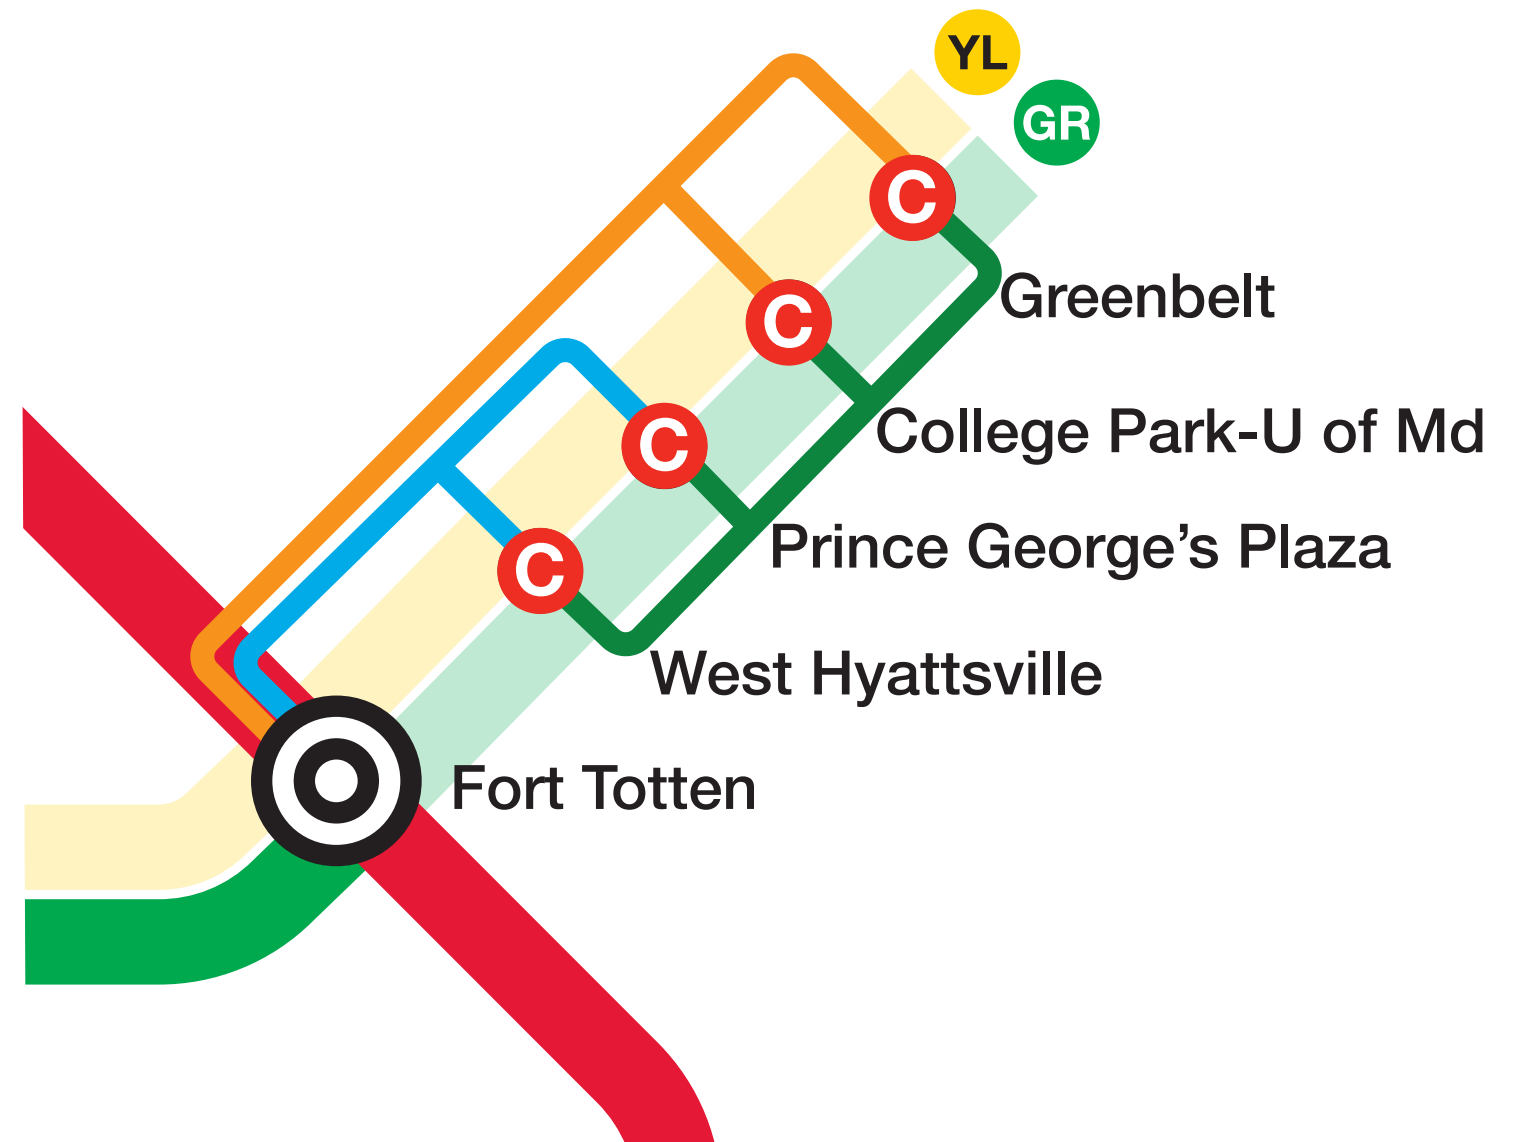 YL
GR
C
Greenbelt
C
College Park-U of Md
C
Prince George’s Plaza
C
West Hyattsville
Fort Totten